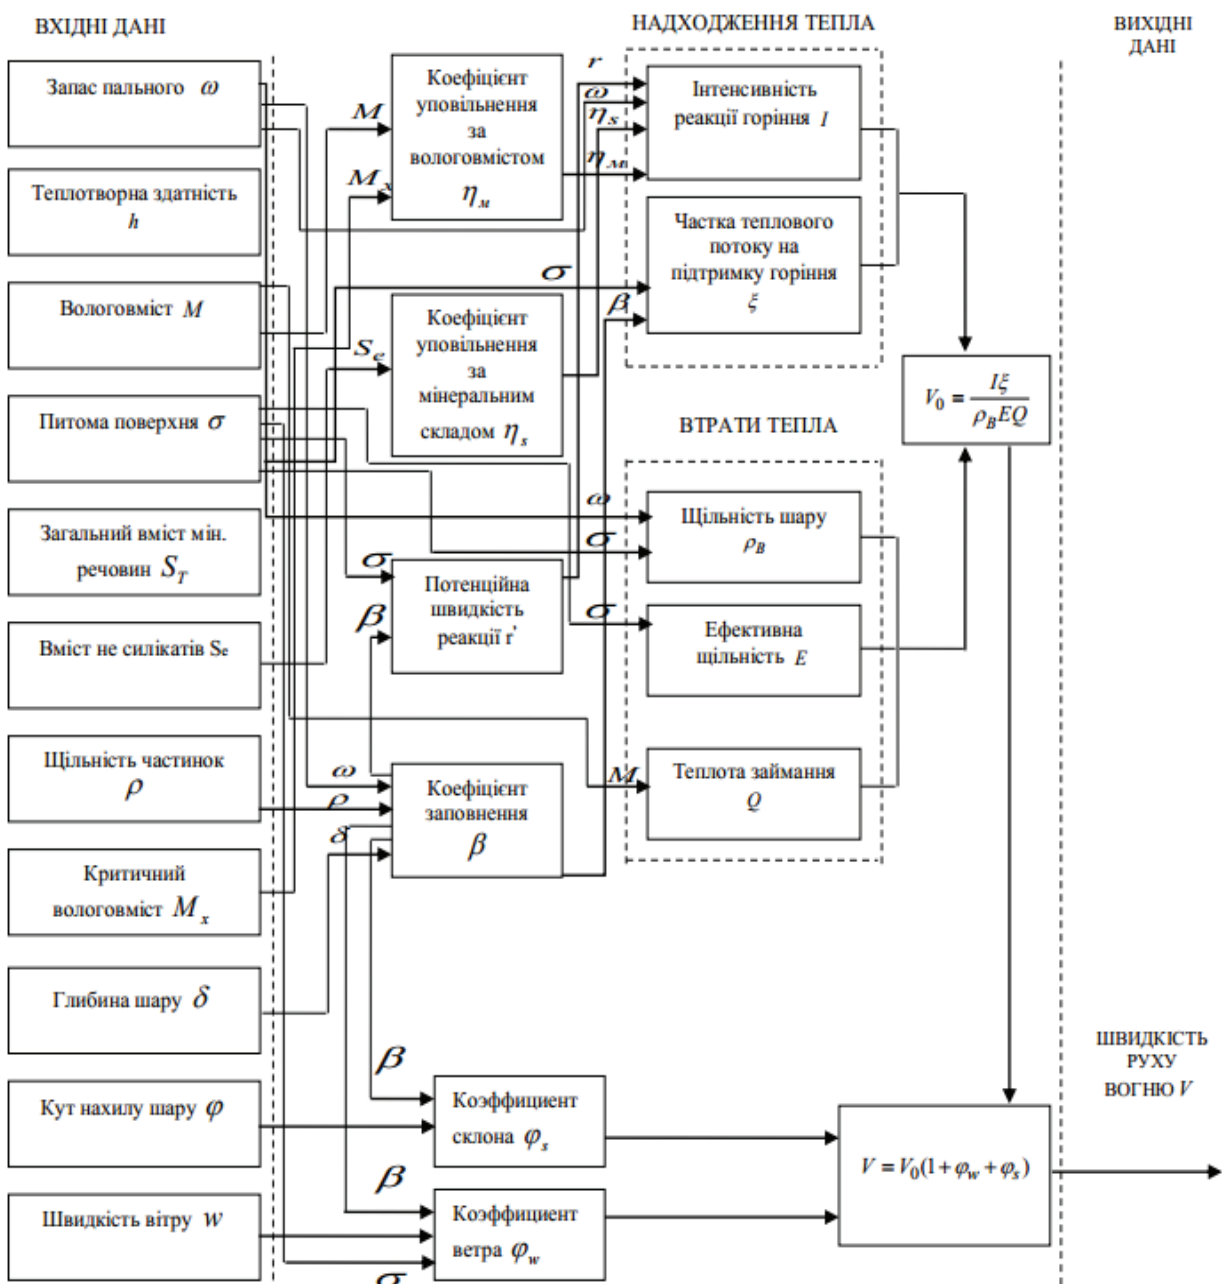 ВХІДНІ ДАНІ
НАДХОДЖЕННЯ ТЕПЛА
ВИХІДНІ
ДАНІ
Запас пального ω
Теплотворна здатність
h
Вологовміст M
Питома поверхня σ
Загальний вміст мін.
речовин S_T
Вміст не силікатів Se
Щільність частинок
ρ
Критичний
вологовміст M_x
Глибина шару δ
Кут нахилу шару φ
Швидкість вітру w
M
M_x
Коефіцієнт
уповільнення
за
вологовмістом
η_м
S_e
Коефіцієнт
уповільнення
за
мінеральним
складом η_s
σ
β
Потенційна
швидкість
реакції r'
ω
ρ
δ
Коефіцієнт
заповнення
β
β
Коэффициент
склона φ_s
β
σ
Коэффициент
ветра φ_w
r
ω
η_s
η_м
Інтенсивність
реакції горіння I
σ
β
Частка теплового
потоку на
підтримку горіння
ξ
ВТРАТИ ТЕПЛА
ω
σ
Щільність шару
ρ_B
σ
Ефективна
щільність E
M
Теплота займання
Q
V_0 = Iξ / ρ_B EQ
V = V_0(1 + φ_w + φ_s)
ШВИДКІСТЬ
РУХУ
ВОГНЮ V